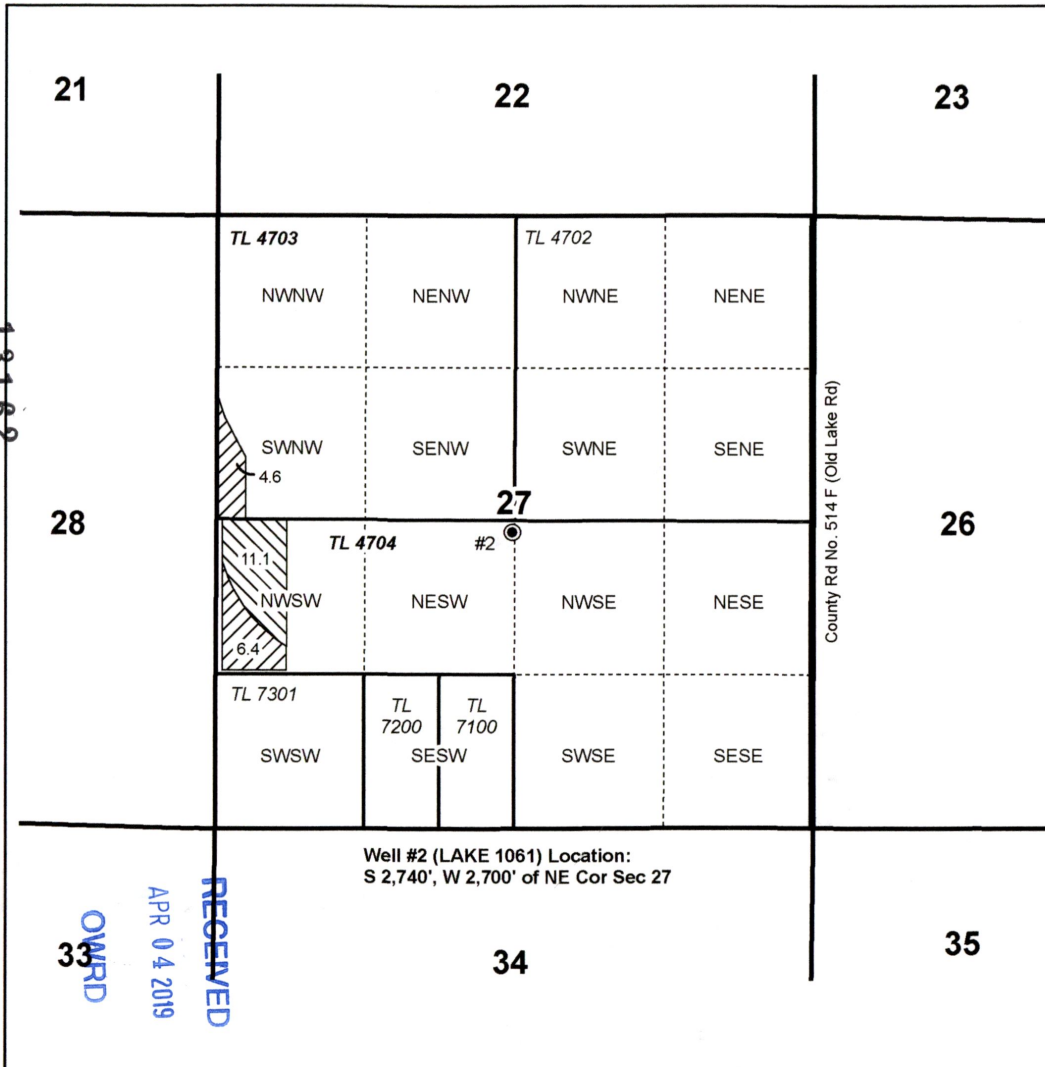 21
22
23
TL 4703
TL 4702
NWNW
NENW
NWNE
NENE
13162
SWNW
SENW
SWNE
SENE
4.6
County Rd No. 514 F (Old Lake Rd)
27
28
26
TL 4704
#2
11.1
NWSW
NESW
NWSE
NESE
6.4
TL 7301
TL
7200
TL
7100
SWSW
SESW
SWSE
SESE
Well #2 (LAKE 1061) Location:
S 2,740', W 2,700' of NE Cor Sec 27
RECEIVED
APR 04 2019
OWRD
33
34
35